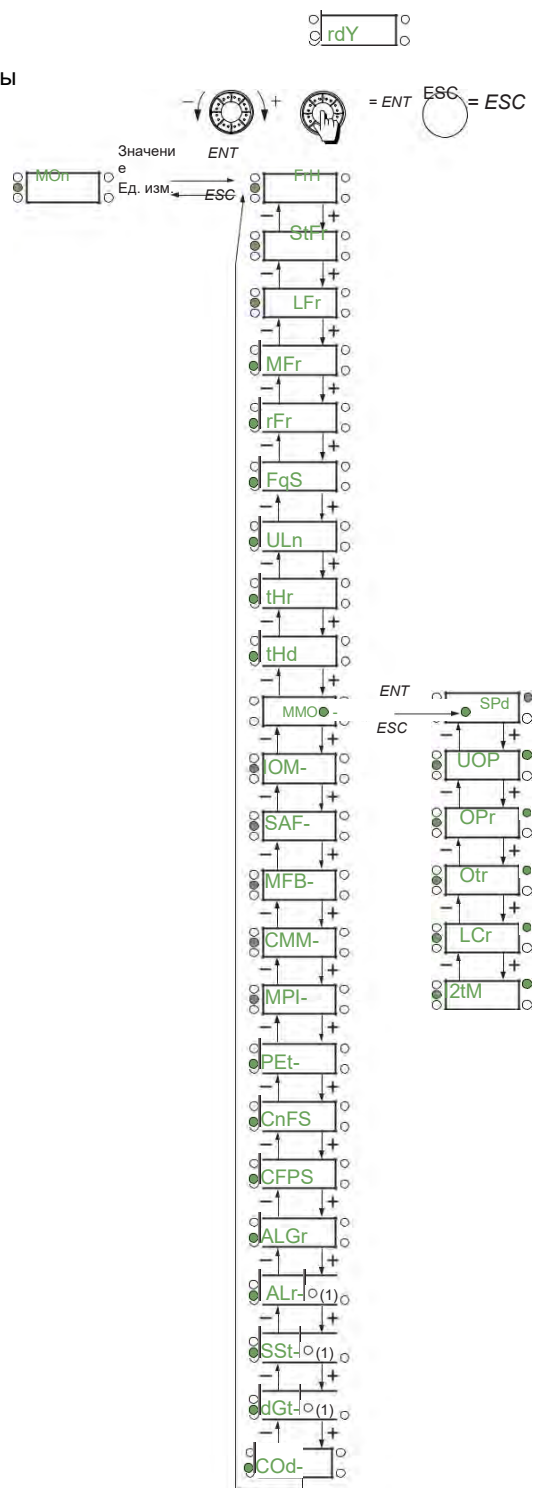 rdY
ы
− + = ENT ESC = ESC
MOn
Значени
е
Ед. изм.
ENT
ESC
FrH
− +
StFr
− +
LFr
− +
MFr
− +
rFr
− +
FqS
− +
ULn
− +
tHr
− +
tHd
− +
MMO -
ENT
ESC
SPd
− +
IOM-
− +
UOP
− +
SAF-
− +
OPr
− +
MFB-
− +
Otr
− +
CMM-
− +
LCr
− +
MPI-
2tM
− +
PEt-
− +
CnFS
− +
CFPS
− +
ALGr
− +
ALr- (1)
− +
SSt- (1)
− +
dGt- (1)
− +
COd-